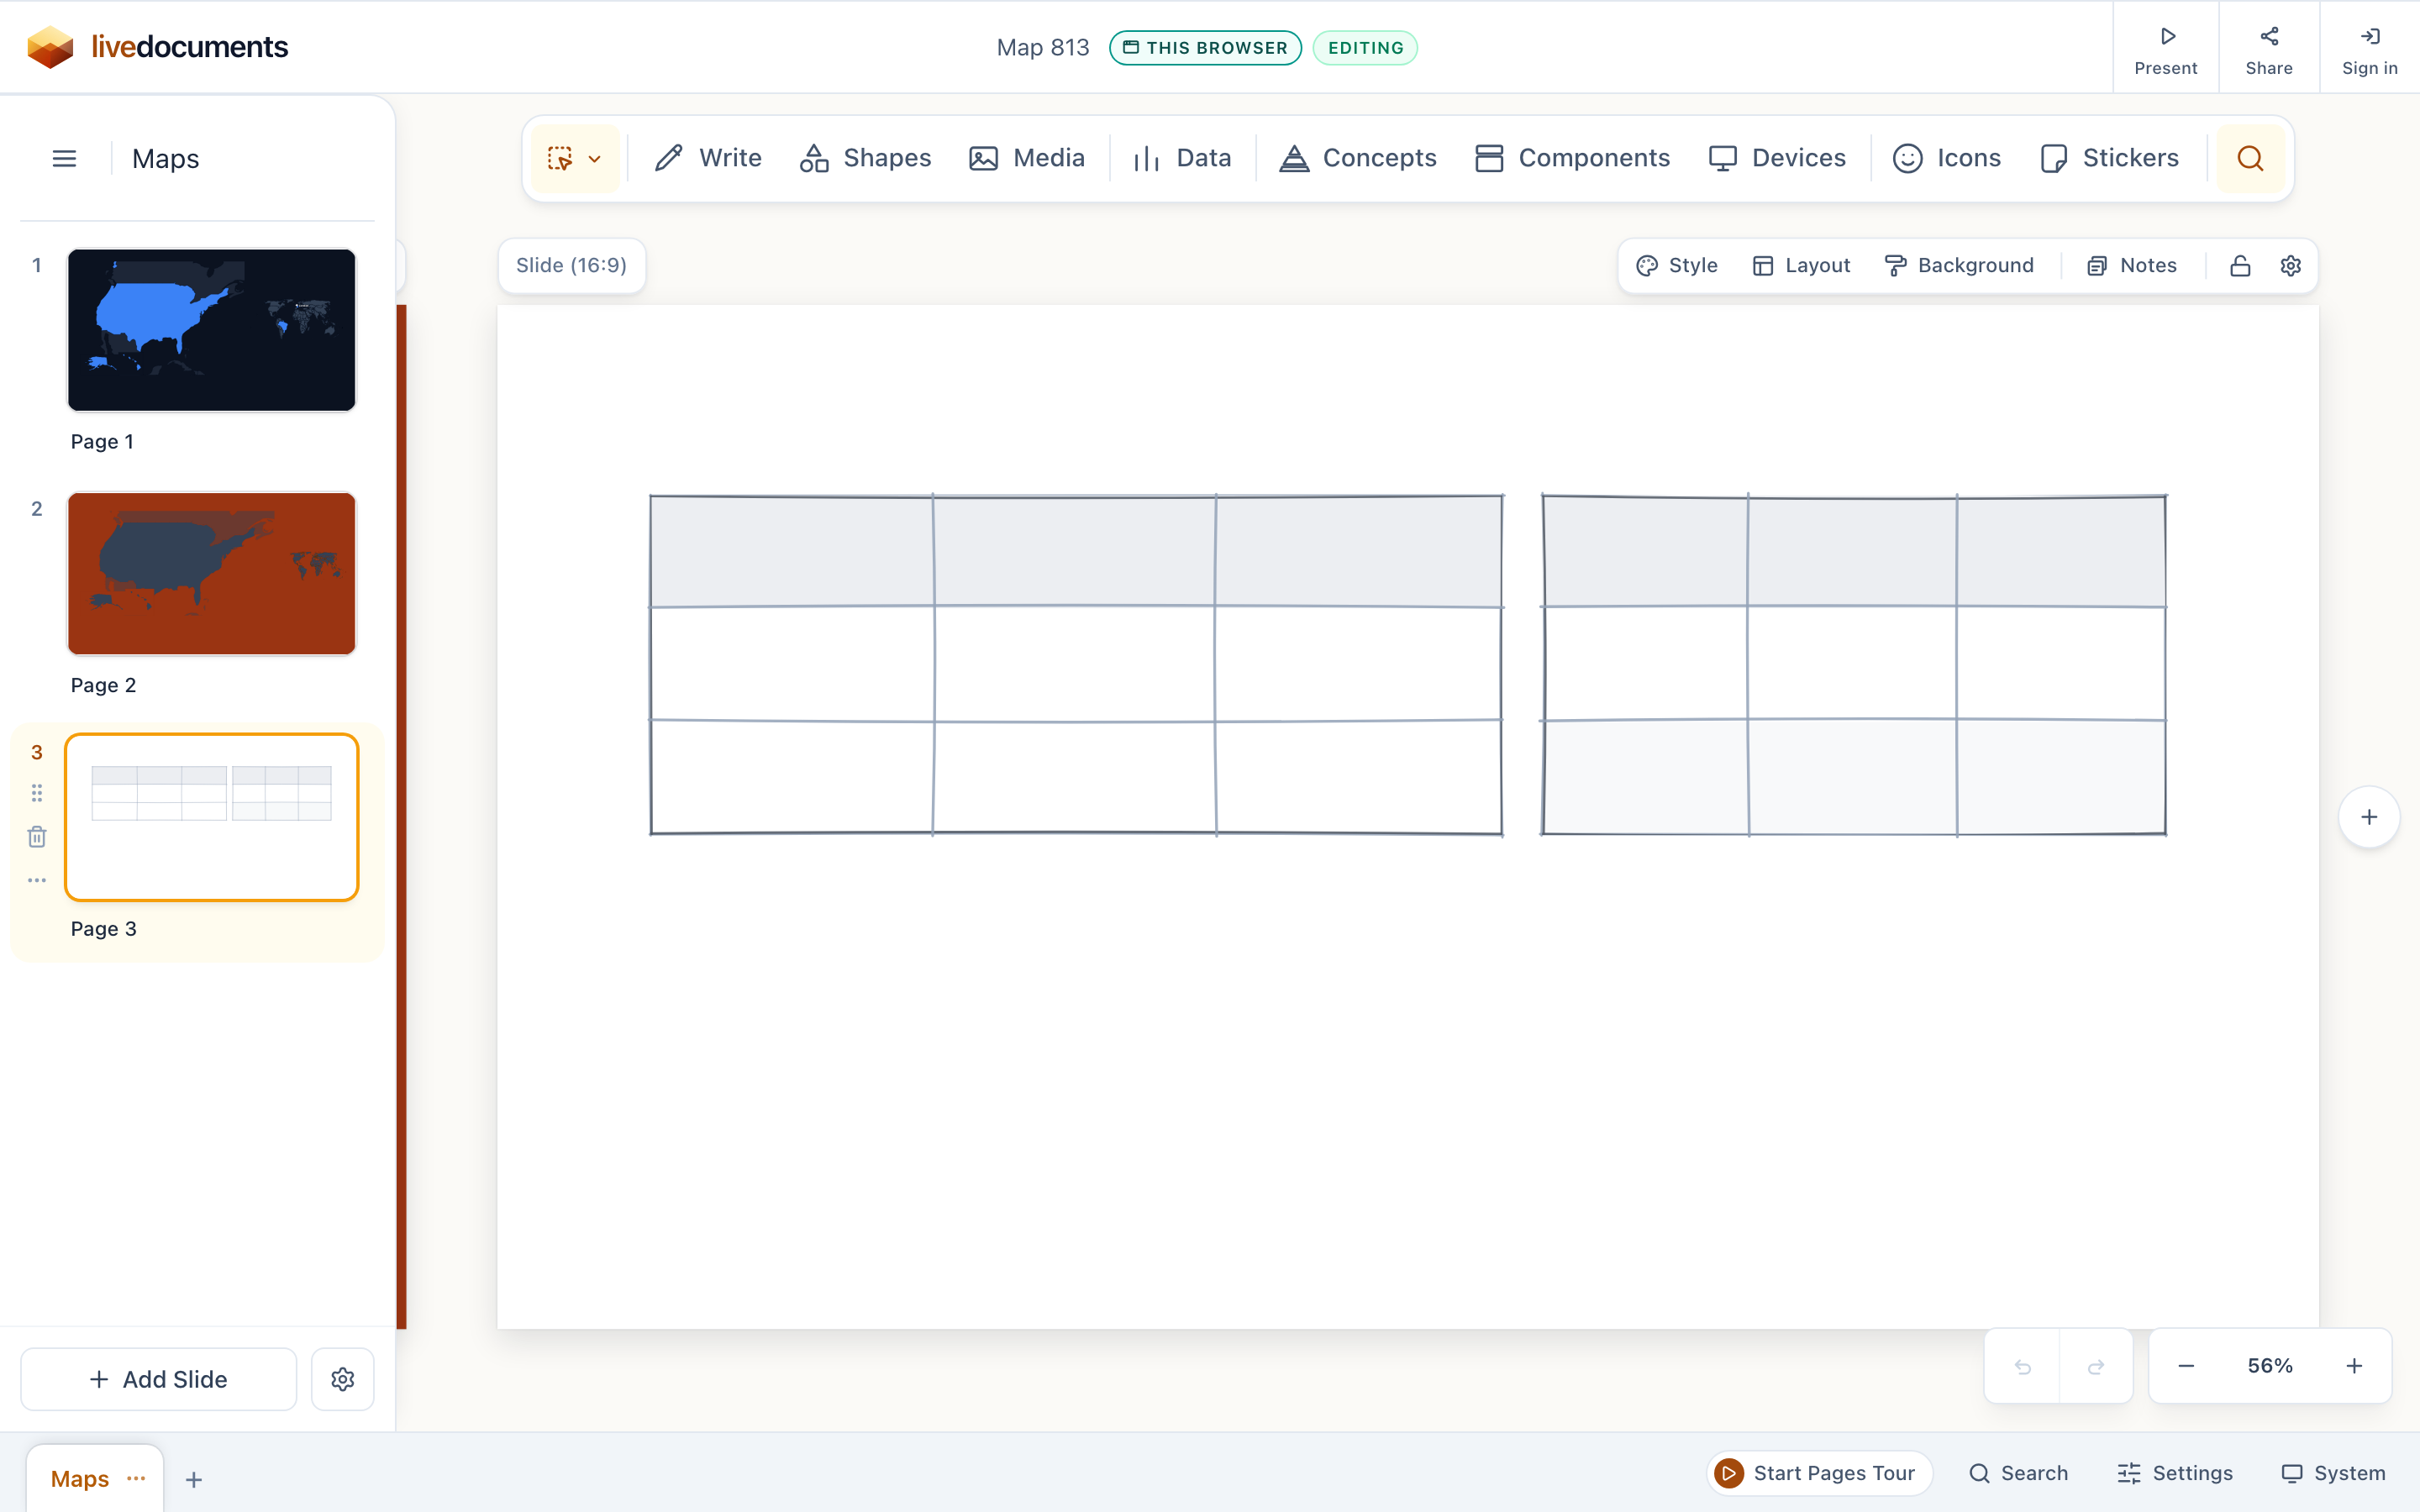 livedocuments
Map 813
THIS BROWSER
EDITING
Present
Share
Sign in
Maps
Write
Shapes
Media
Data
Concepts
Components
Devices
Icons
Stickers
Slide (16:9)
Style
Layout
Background
Notes
1
Page 1
2
Page 2
3
Page 3
Add Slide
56%
Maps
Start Pages Tour
Search
Settings
System